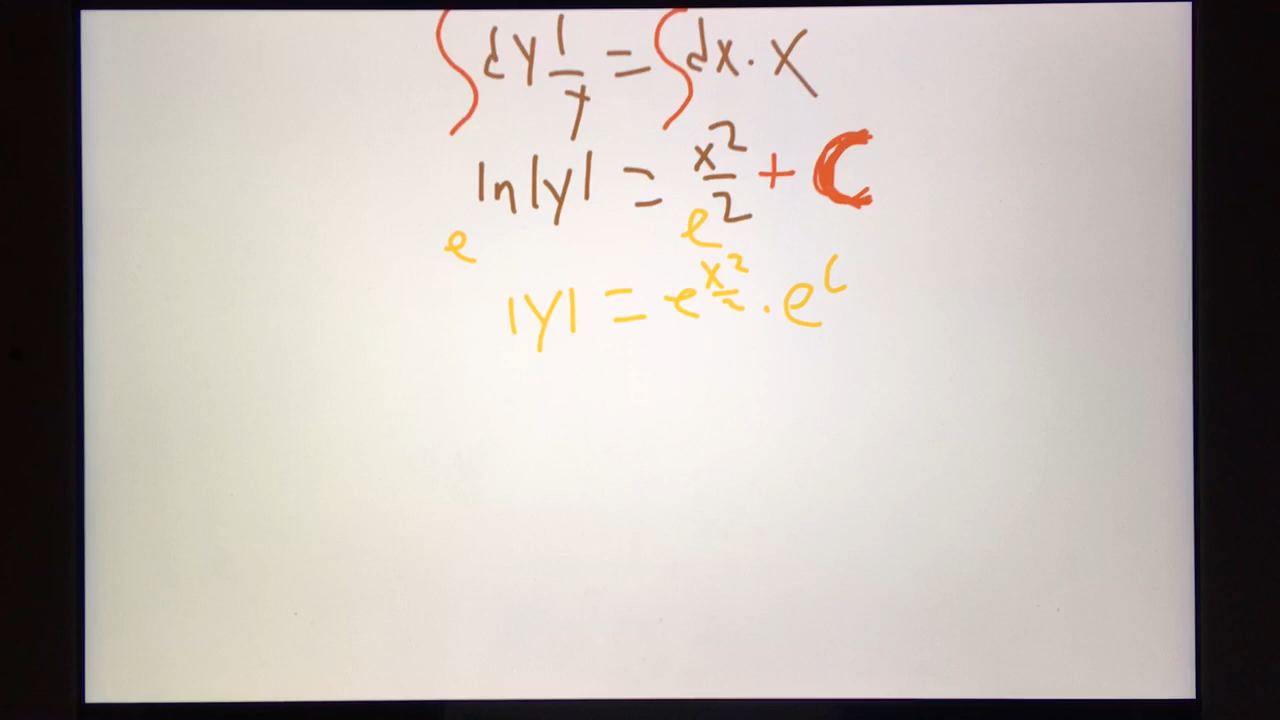 ∫ dy 1/y = ∫ dx · x
ln|y| = x²/2 + C
e e
|y| = e^(x²/2) · e^C